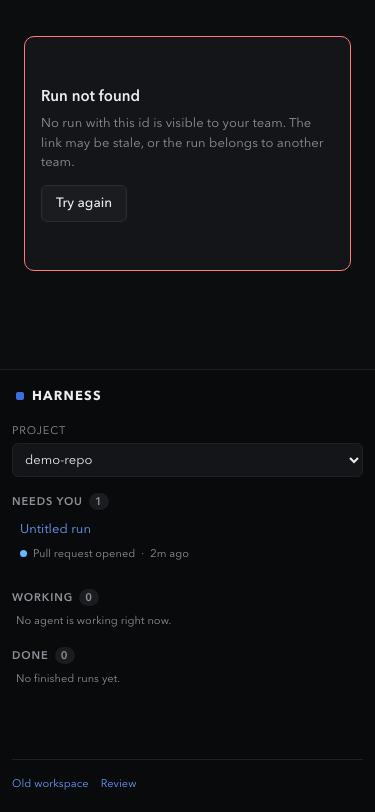 Run not found
No run with this id is visible to your team. The
link may be stale, or the run belongs to another
team.
Try again
HARNESS
PROJECT
demo-repo
NEEDS YOU 1
Untitled run
Pull request opened · 2m ago
WORKING 0
No agent is working right now.
DONE 0
No finished runs yet.
Old workspace Review